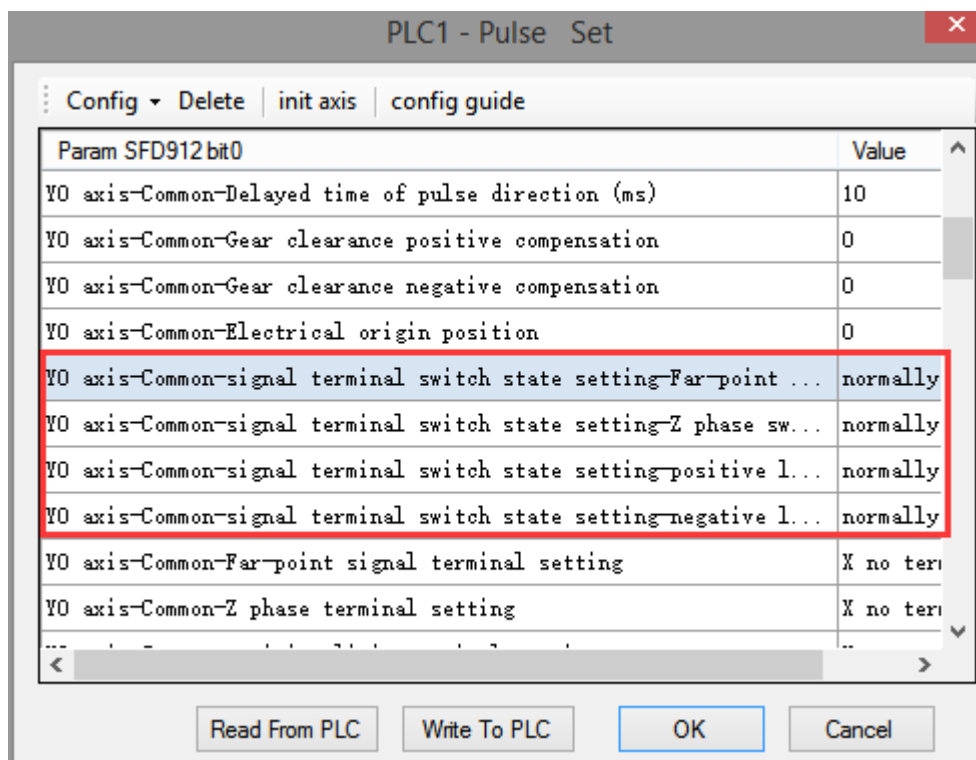 PLC1 - Pulse Set
Config Delete init axis config guide
Param SFD912 bit0 Value
Y0 axis-Common-Delayed time of pulse direction (ms) 10
Y0 axis-Common-Gear clearance positive compensation 0
Y0 axis-Common-Gear clearance negative compensation 0
Y0 axis-Common-Electrical origin position 0
Y0 axis-Common-signal terminal switch state setting-Far-point ... normally
Y0 axis-Common-signal terminal switch state setting-Z phase sw... normally
Y0 axis-Common-signal terminal switch state setting-positive l... normally
Y0 axis-Common-signal terminal switch state setting-negative l... normally
Y0 axis-Common-Far-point signal terminal setting X no ter
Y0 axis-Common-Z phase terminal setting X no ter
Read From PLC Write To PLC OK Cancel